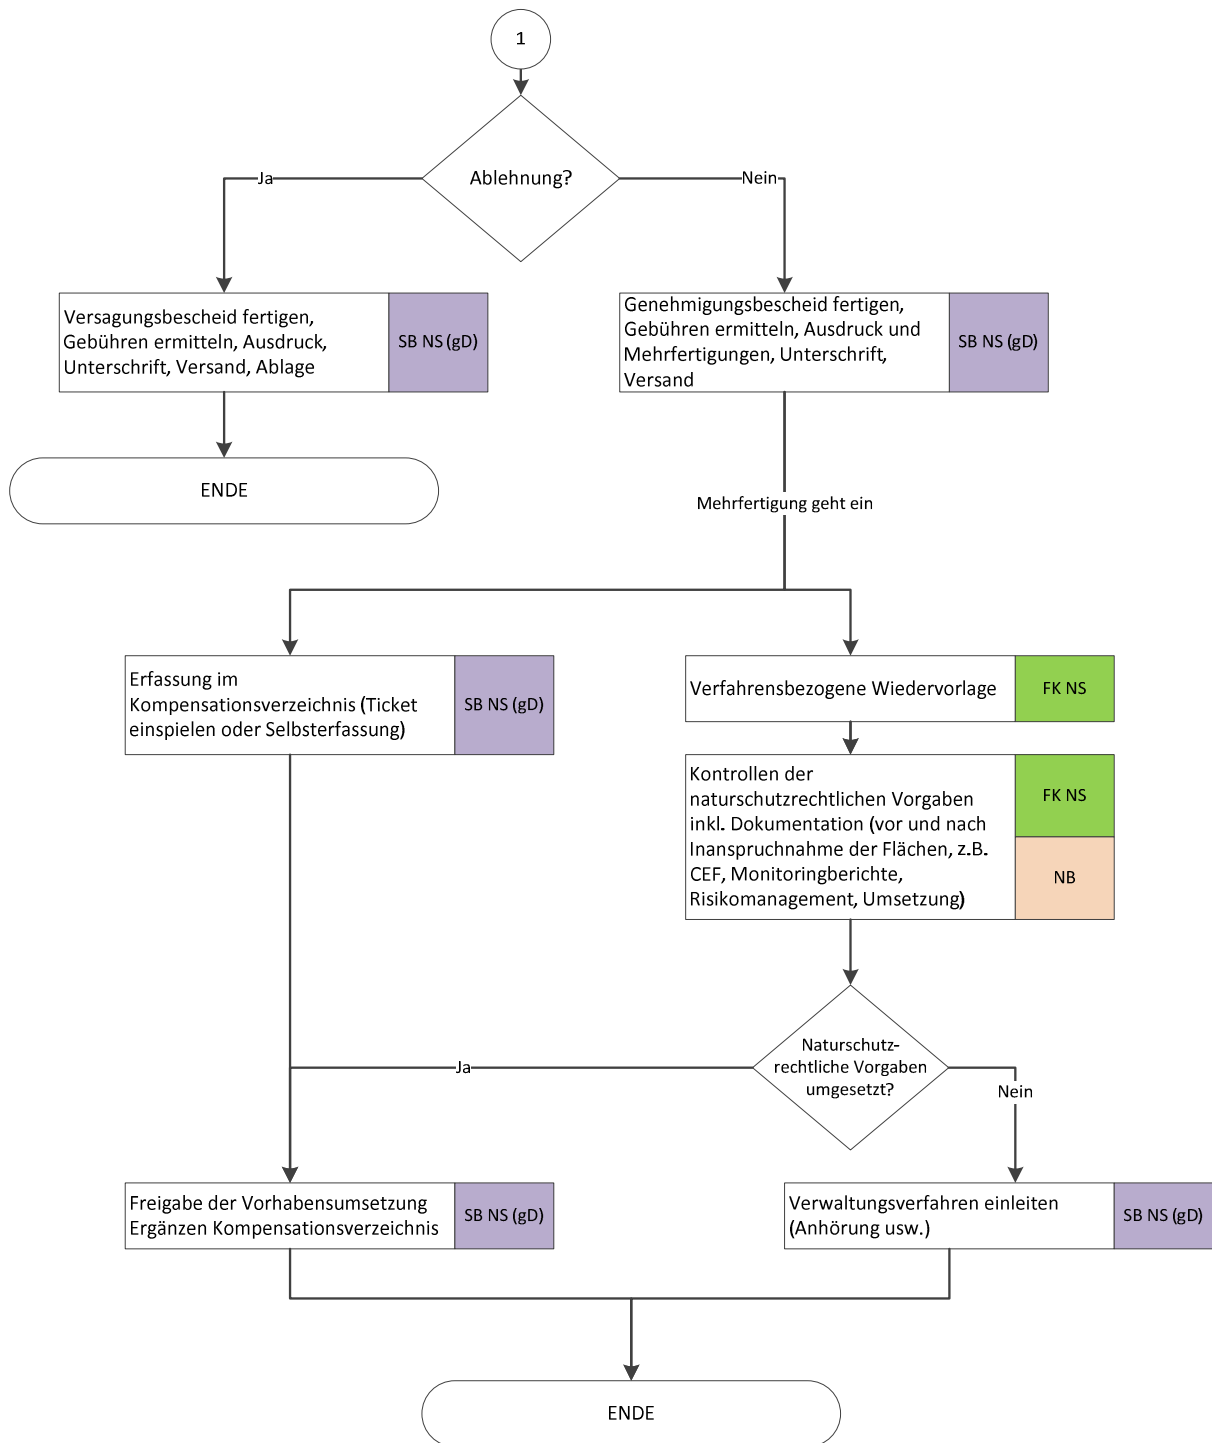 1
Ablehnung?
Ja
Nein
Versagungsbescheid fertigen,
Gebühren ermitteln, Ausdruck,
Unterschrift, Versand, Ablage
SB NS (gD)
Genehmigungsbescheid fertigen,
Gebühren ermitteln, Ausdruck und
Mehrfertigungen, Unterschrift,
Versand
SB NS (gD)
ENDE
Mehrfertigung geht ein
Erfassung im
Kompensationsverzeichnis (Ticket
einspielen oder Selbsterfassung)
SB NS (gD)
Verfahrensbezogene Wiedervorlage
FK NS
Kontrollen der
naturschutzrechtlichen Vorgaben
inkl. Dokumentation (vor und nach
Inanspruchnahme der Flächen, z.B.
CEF, Monitoringberichte,
Risikomanagement, Umsetzung)
FK NS
NB
Naturschutz-
rechtliche Vorgaben
umgesetzt?
Ja
Nein
Freigabe der Vorhabensumsetzung
Ergänzen Kompensationsverzeichnis
SB NS (gD)
Verwaltungsverfahren einleiten
(Anhörung usw.)
SB NS (gD)
ENDE